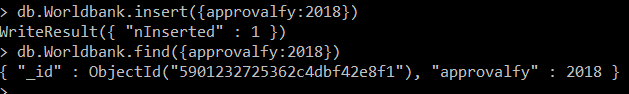 > db.Worldbank.insert({approvalfy:2018})
WriteResult({ "nInserted" : 1 })
> db.Worldbank.find({approvalfy:2018})
{ "_id" : ObjectId("5901232725362c4dbf42e8f1"), "approvalfy" : 2018 }
>